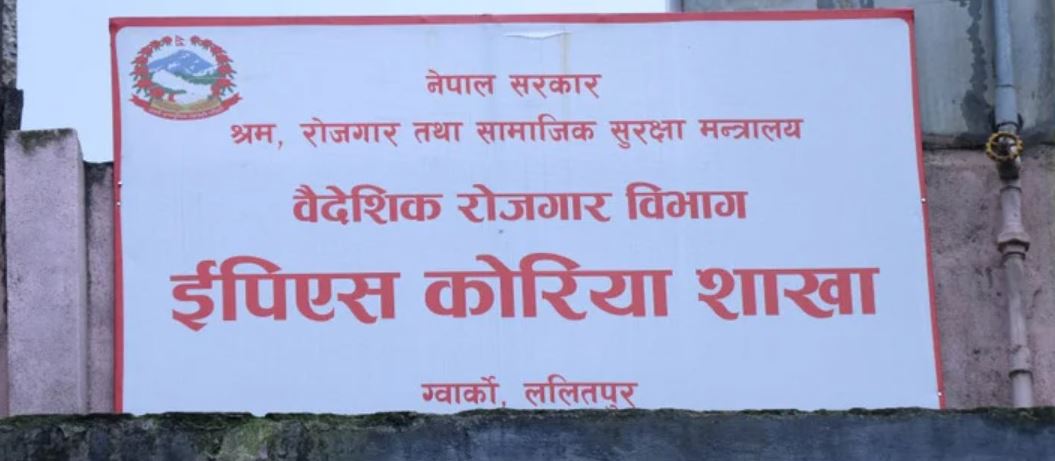 नेपाल सरकार
श्रम, रोजगार तथा सामाजिक सुरक्षा मन्त्रालय
वैदेशिक रोजगार विभाग
ईपिएस कोरिया शाखा
ग्वार्को, ललितपुर